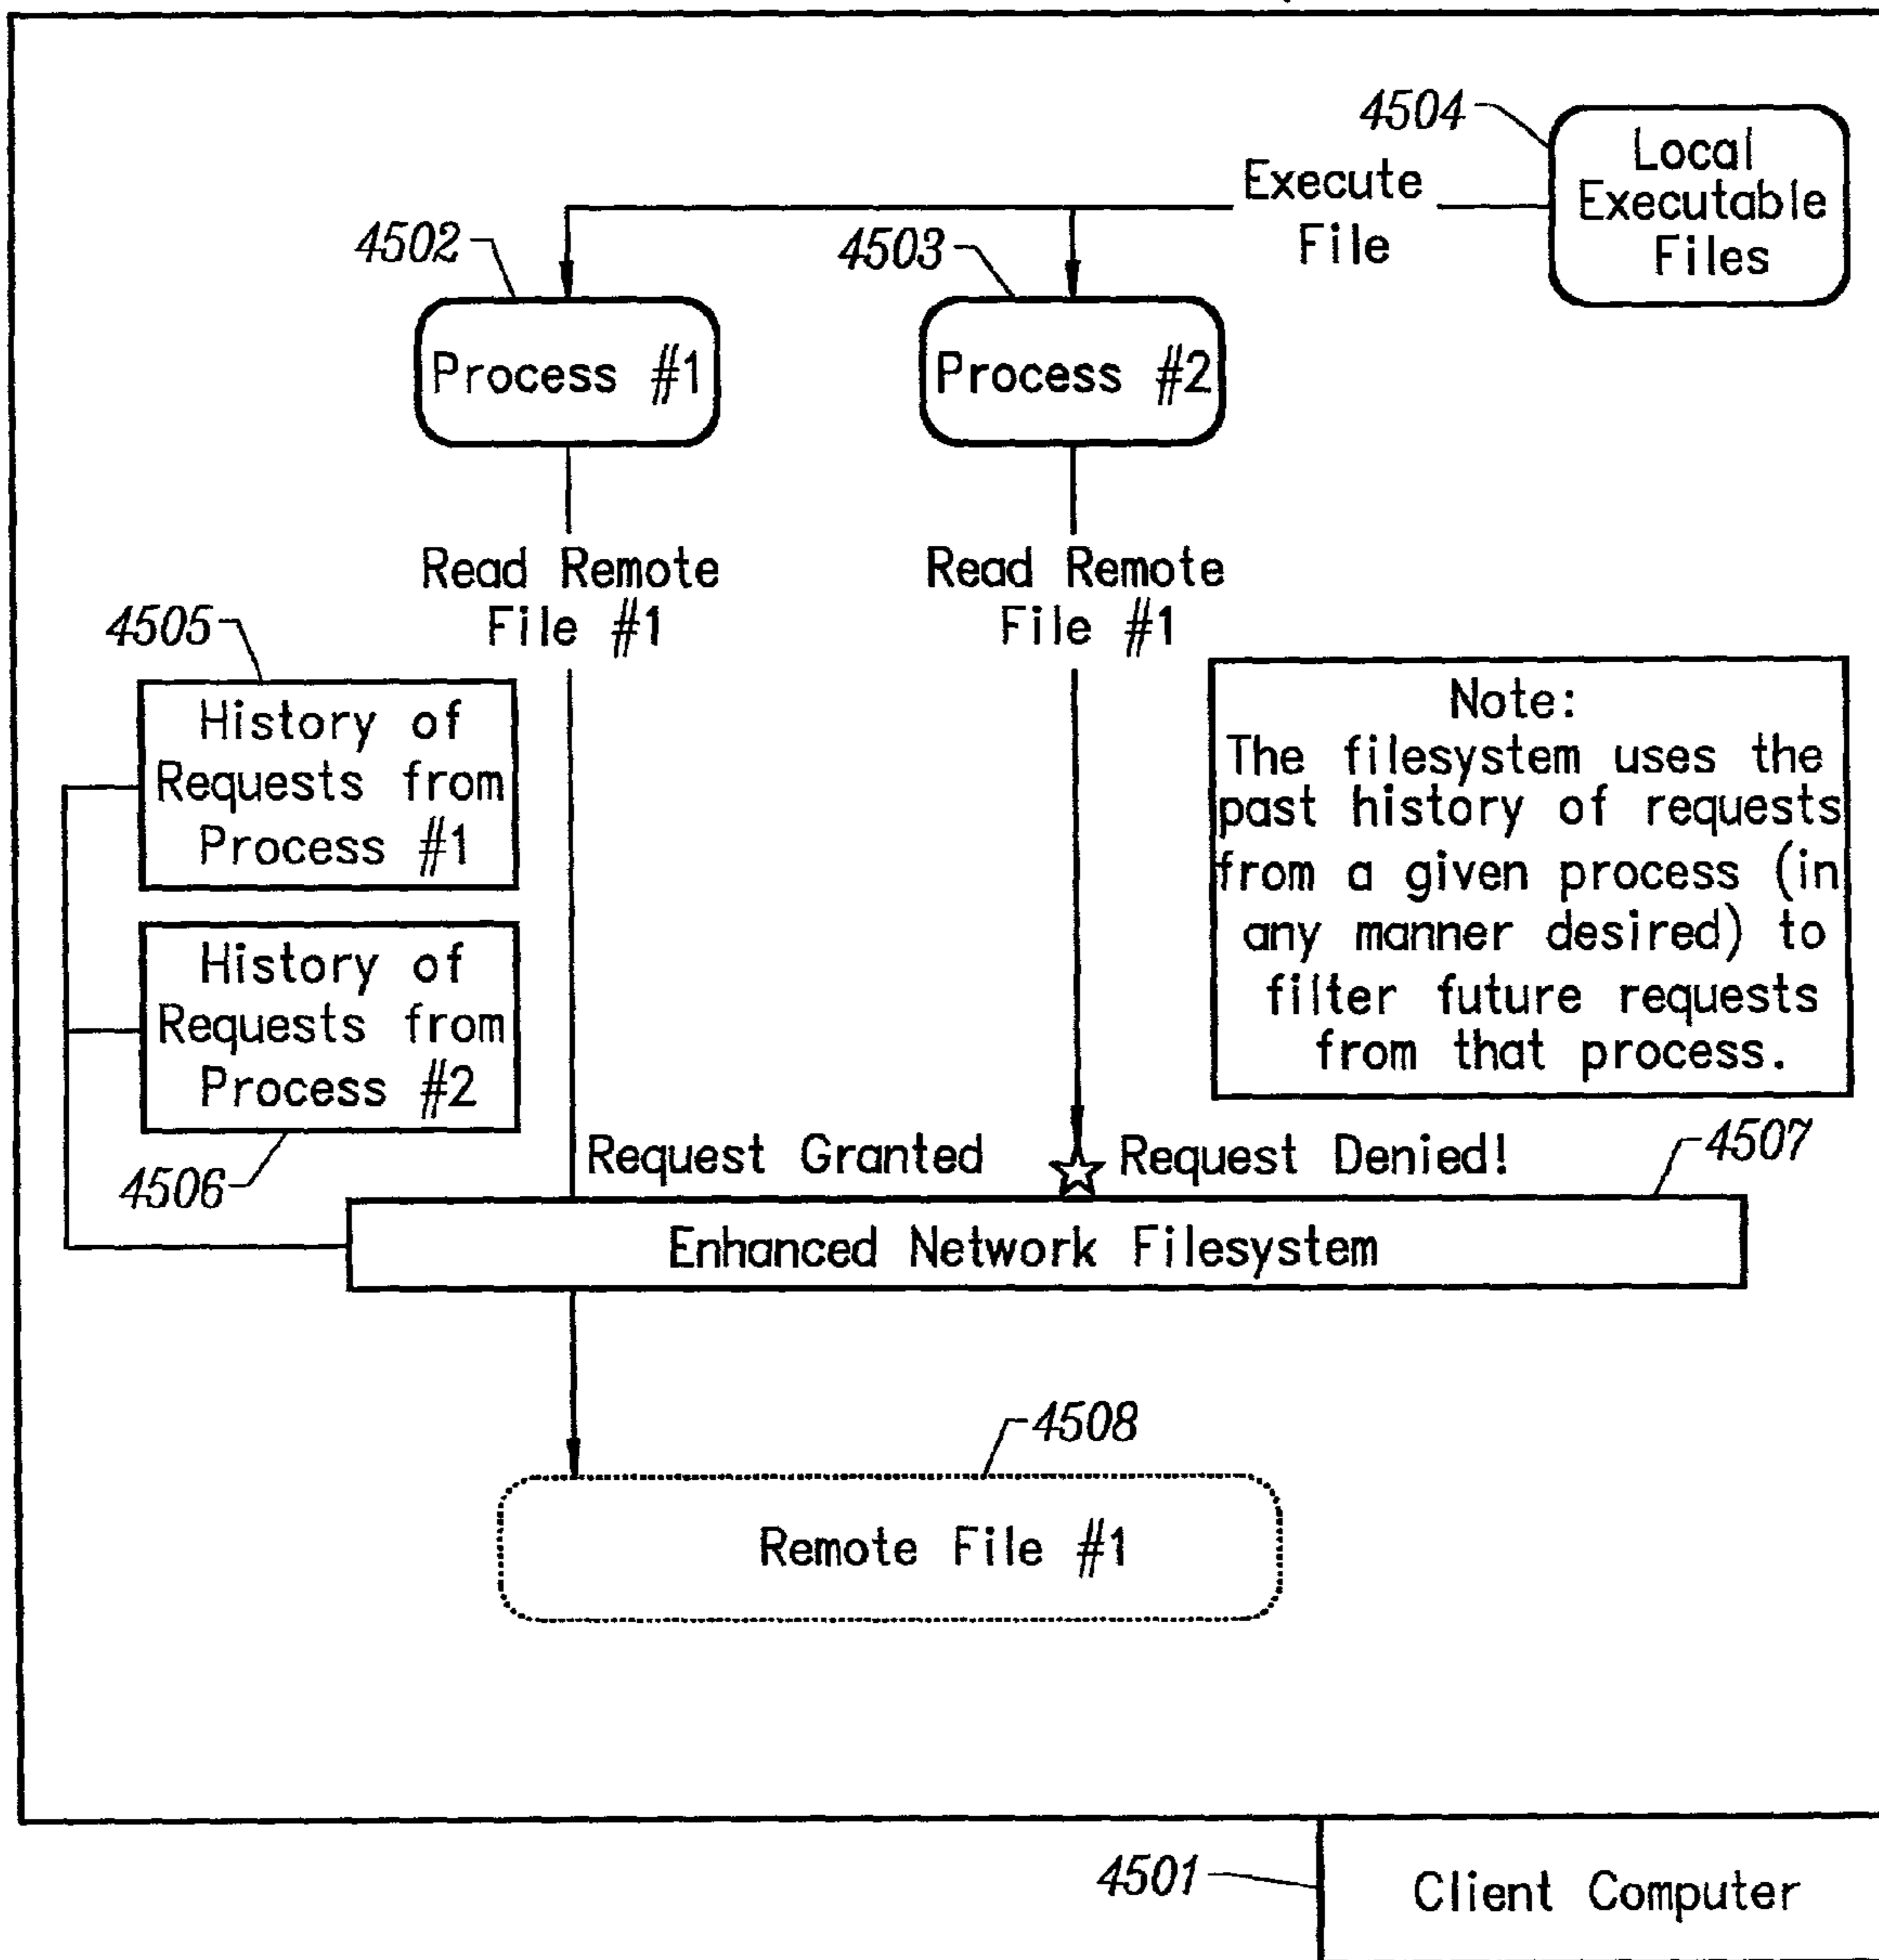 4504
Local
Executable
Files
Execute
File
4502
4503
Process #1
Process #2
Read Remote
File #1
Read Remote
File #1
4505
History of
Requests from
Process #1
History of
Requests from
Process #2
4506
Note:
The filesystem uses the
past history of requests
from a given process (in
any manner desired) to
filter future requests
from that process.
Request Granted
Request Denied!
4507
Enhanced Network Filesystem
4508
Remote File #1
4501
Client Computer